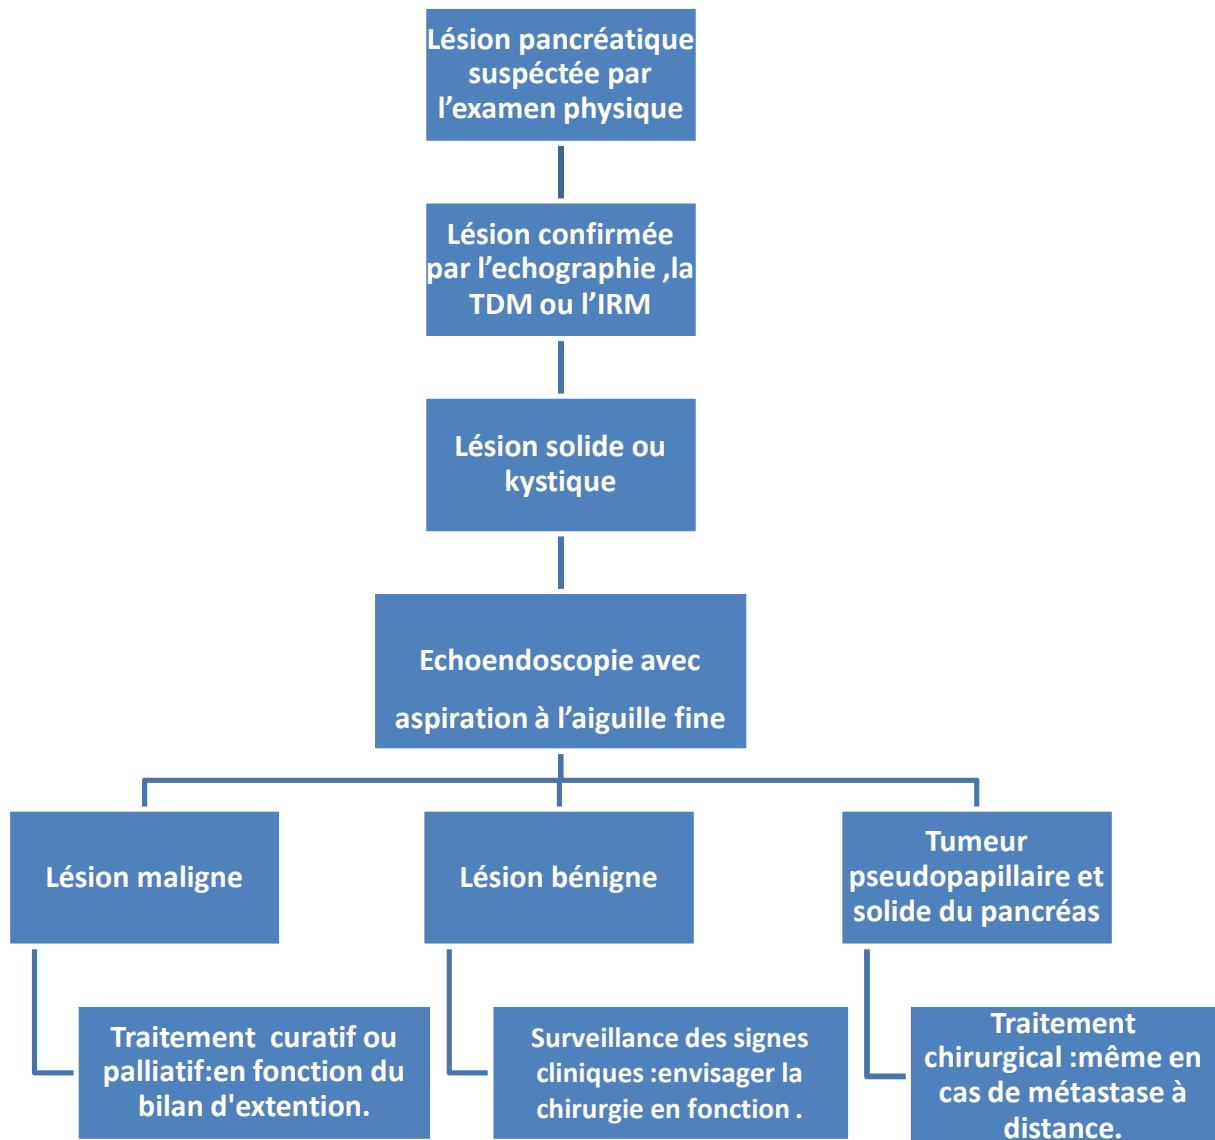 Lésion pancréatique
suspéctée par
l’examen physique
Lésion confirmée
par l’echographie ,la
TDM ou l’IRM
Lésion solide ou
kystique
Echoendoscopie avec
aspiration à l’aiguille fine
Lésion maligne
Lésion bénigne
Tumeur
pseudopapillaire et
solide du pancréas
Traitement curatif ou
palliatif:en fonction du
bilan d'extention.
Surveillance des signes
cliniques :envisager la
chirurgie en fonction .
Traitement
chirurgical :même en
cas de métastase à
distance.